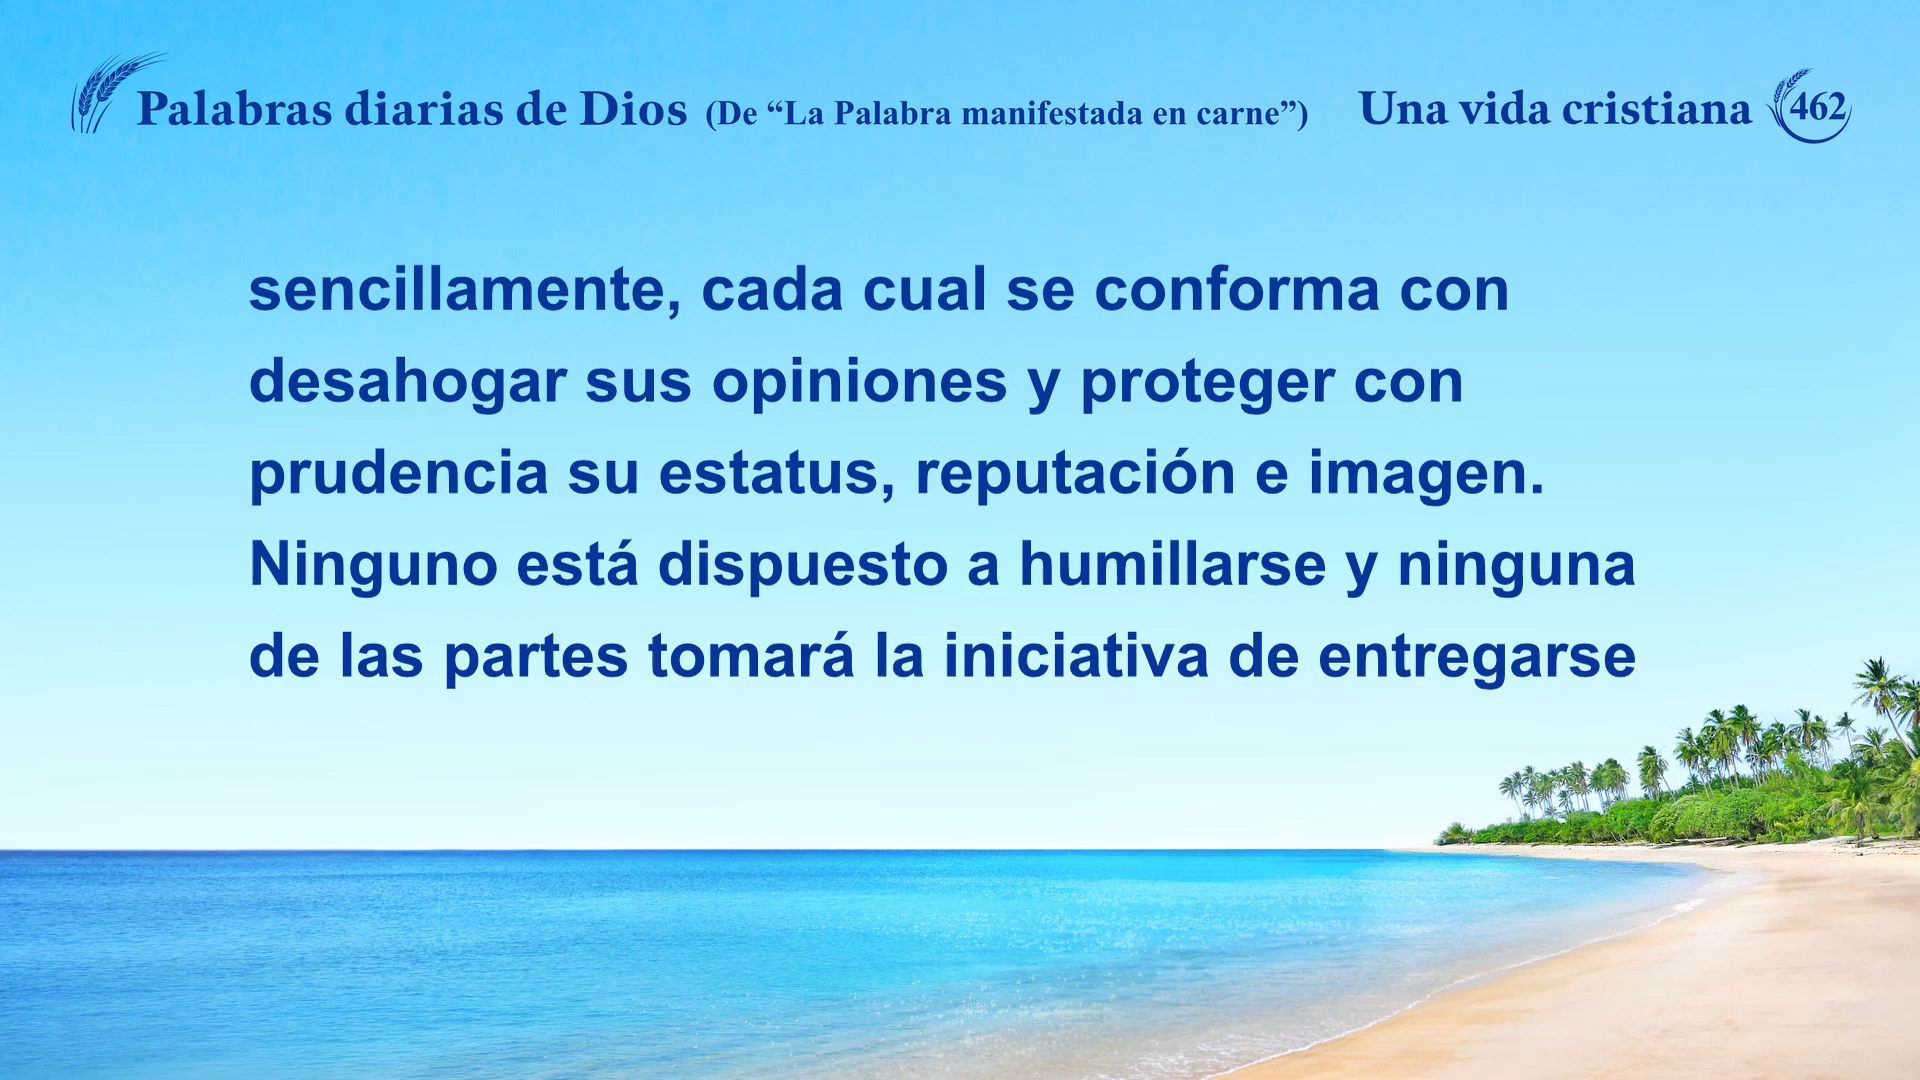 Palabras diarias de Dios (De “La Palabra manifestada en carne”) Una vida cristiana 462
sencillamente, cada cual se conforma con
desahogar sus opiniones y proteger con
prudencia su estatus, reputación e imagen.
Ninguno está dispuesto a humillarse y ninguna
de las partes tomará la iniciativa de entregarse